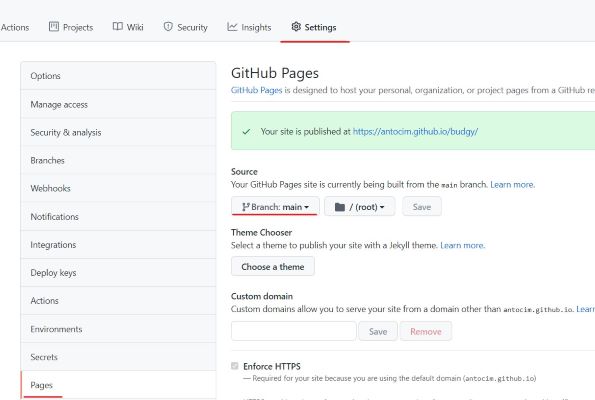 Actions Projects Wiki Security Insights Settings
Options
Manage access
Security & analysis
Branches
Webhooks
Notifications
Integrations
Deploy keys
Actions
Environments
Secrets
Pages
GitHub Pages
GitHub Pages is designed to host your personal, organization, or project pages from a GitHub re
Your site is published at https://antocim.github.io/budgy/
Source
Your GitHub Pages site is currently being built from the main branch. Learn more.
Branch: main / (root) Save
Theme Chooser
Select a theme to publish your site with a Jekyll theme. Learn more.
Choose a theme
Custom domain
Custom domains allow you to serve your site from a domain other than antocim.github.io. Learn
Save Remove
Enforce HTTPS
— Required for your site because you are using the default domain (antocim.github.io)